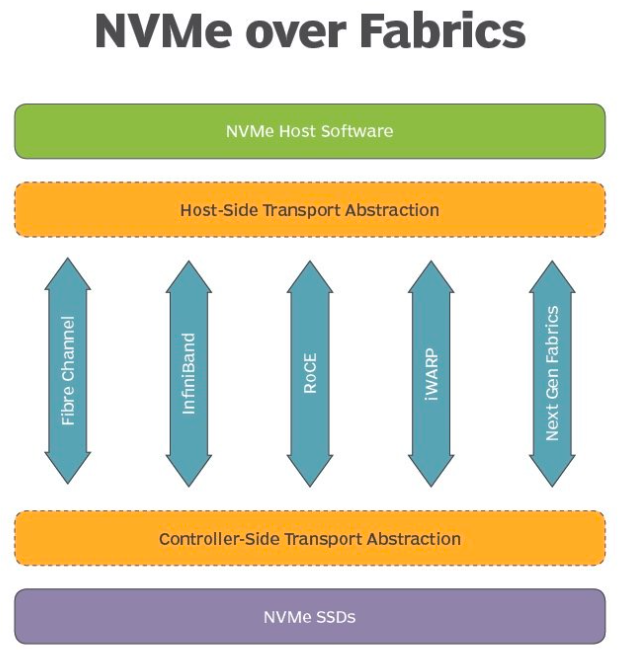 NVMe over Fabrics
NVMe Host Software
Host-Side Transport Abstraction
Fibre Channel
InfiniBand
RoCE
iWARP
Next Gen Fabrics
Controller-Side Transport Abstraction
NVMe SSDs